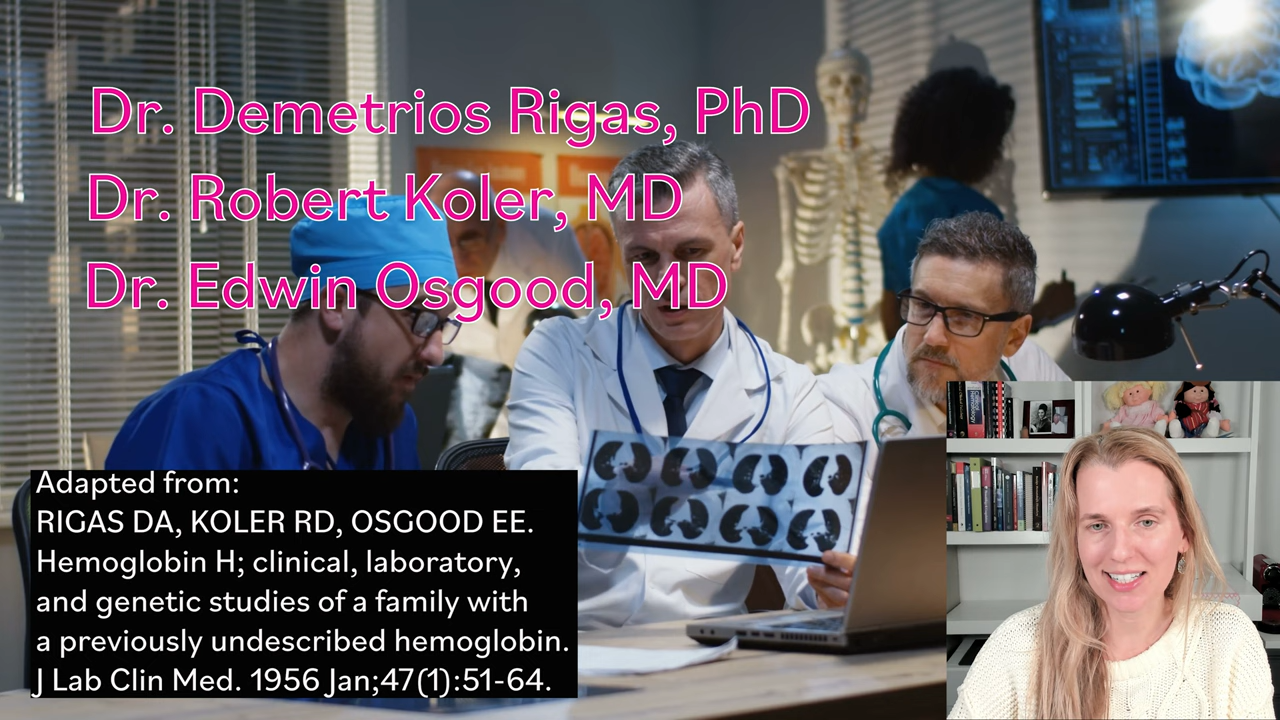 Dr. Demetrios Rigas, PhD
Dr. Robert Koler, MD
Dr. Edwin Osgood, MD
Adapted from:
RIGAS DA, KOLER RD, OSGOOD EE.
Hemoglobin H; clinical, laboratory,
and genetic studies of a family with
a previously undescribed hemoglobin.
J Lab Clin Med. 1956 Jan;47(1):51-64.